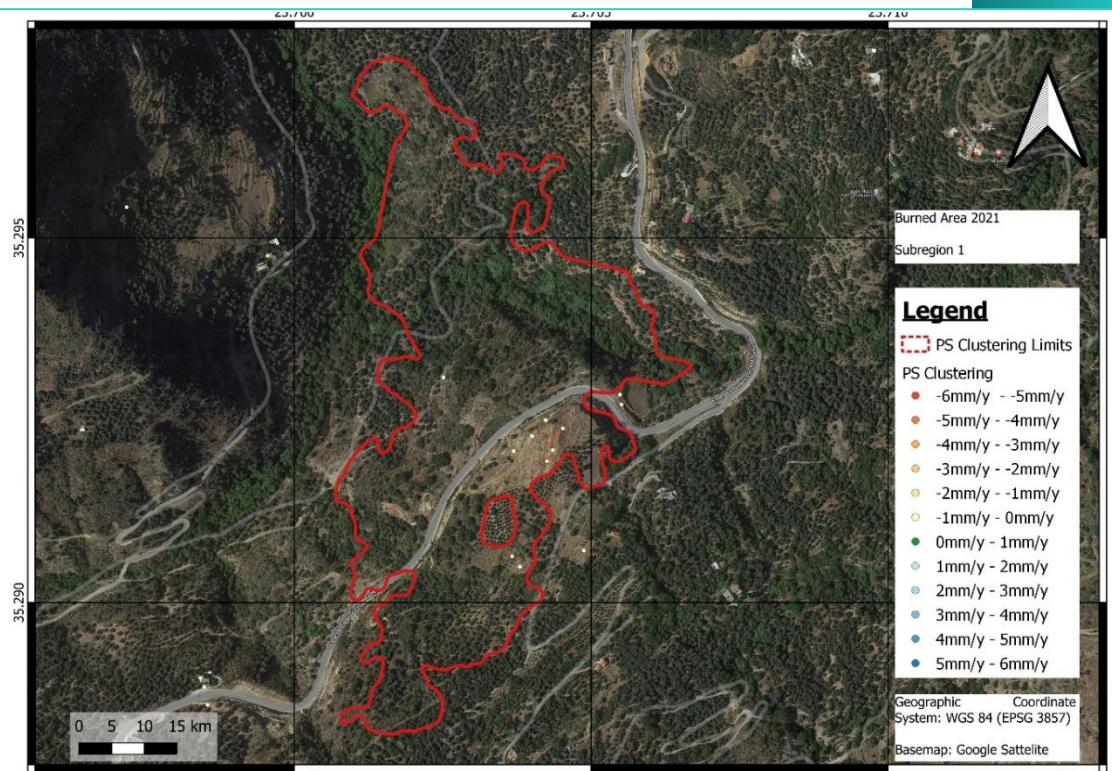 23.700 23.705 23.710
35.295
35.290
Burned Area 2021
Subregion 1
Legend
PS Clustering Limits
PS Clustering
-6mm/y - -5mm/y
-5mm/y - -4mm/y
-4mm/y - -3mm/y
-3mm/y - -2mm/y
-2mm/y - -1mm/y
-1mm/y - 0mm/y
0mm/y - 1mm/y
1mm/y - 2mm/y
2mm/y - 3mm/y
3mm/y - 4mm/y
4mm/y - 5mm/y
5mm/y - 6mm/y
0 5 10 15 km
Geographic Coordinate
System: WGS 84 (EPSG 3857)
Basemap: Google Sattelite